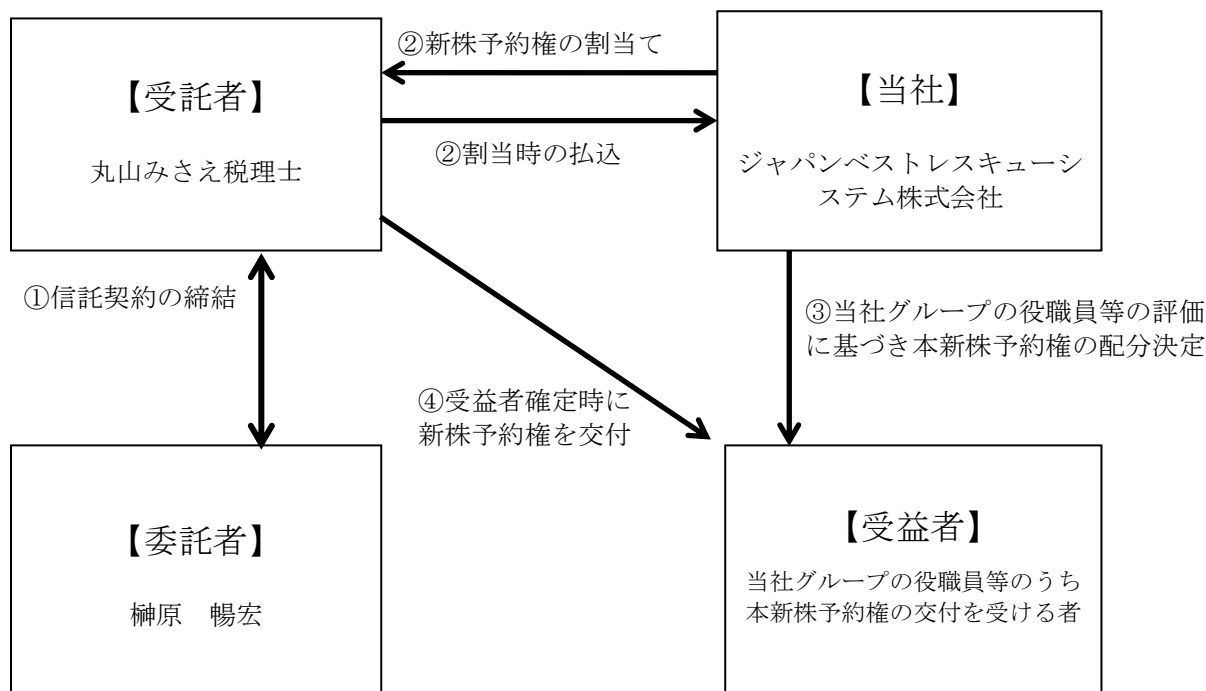 ②新株予約権の割当て
【受託者】
丸山みさえ税理士
②割当時の払込
【当社】
ジャパンベストレスキューシ
ステム株式会社
①信託契約の締結
③当社グループの役職員等の評価
に基づき本新株予約権の配分決定
④受益者確定時に
新株予約権を交付
【委託者】
榊原　暢宏
【受益者】
当社グループの役職員等のうち
本新株予約権の交付を受ける者